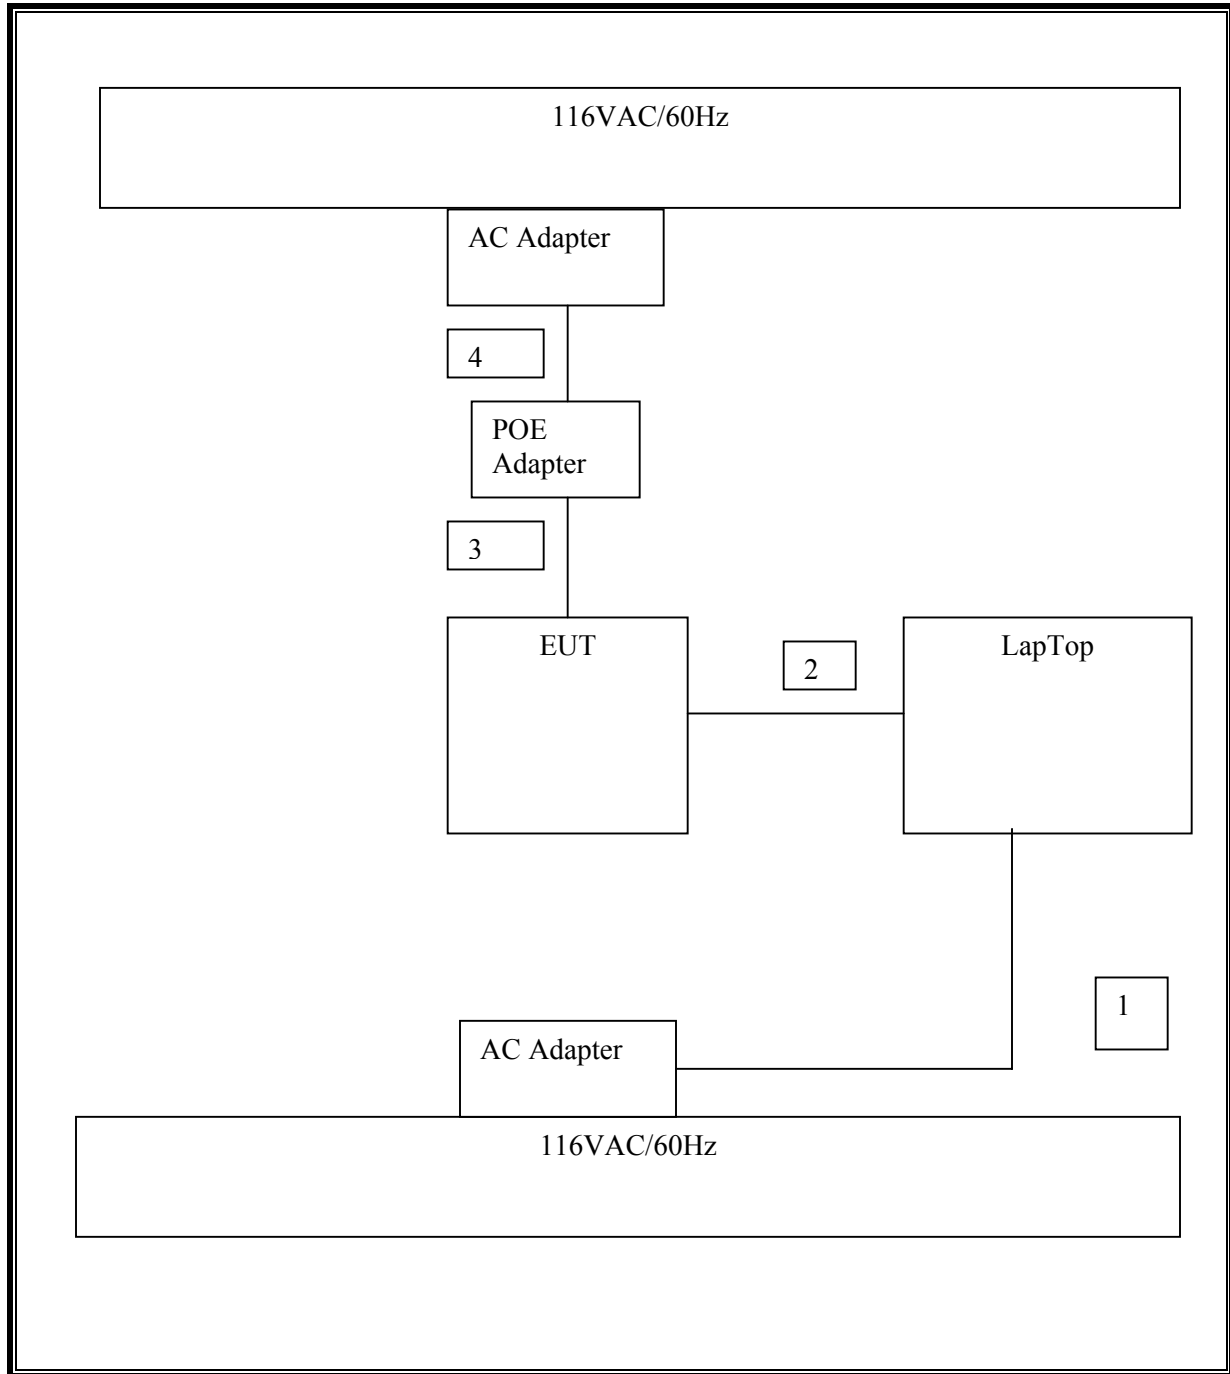 116VAC/60Hz
AC Adapter
4
POE
Adapter
3
EUT
2
LapTop
1
AC Adapter
116VAC/60Hz